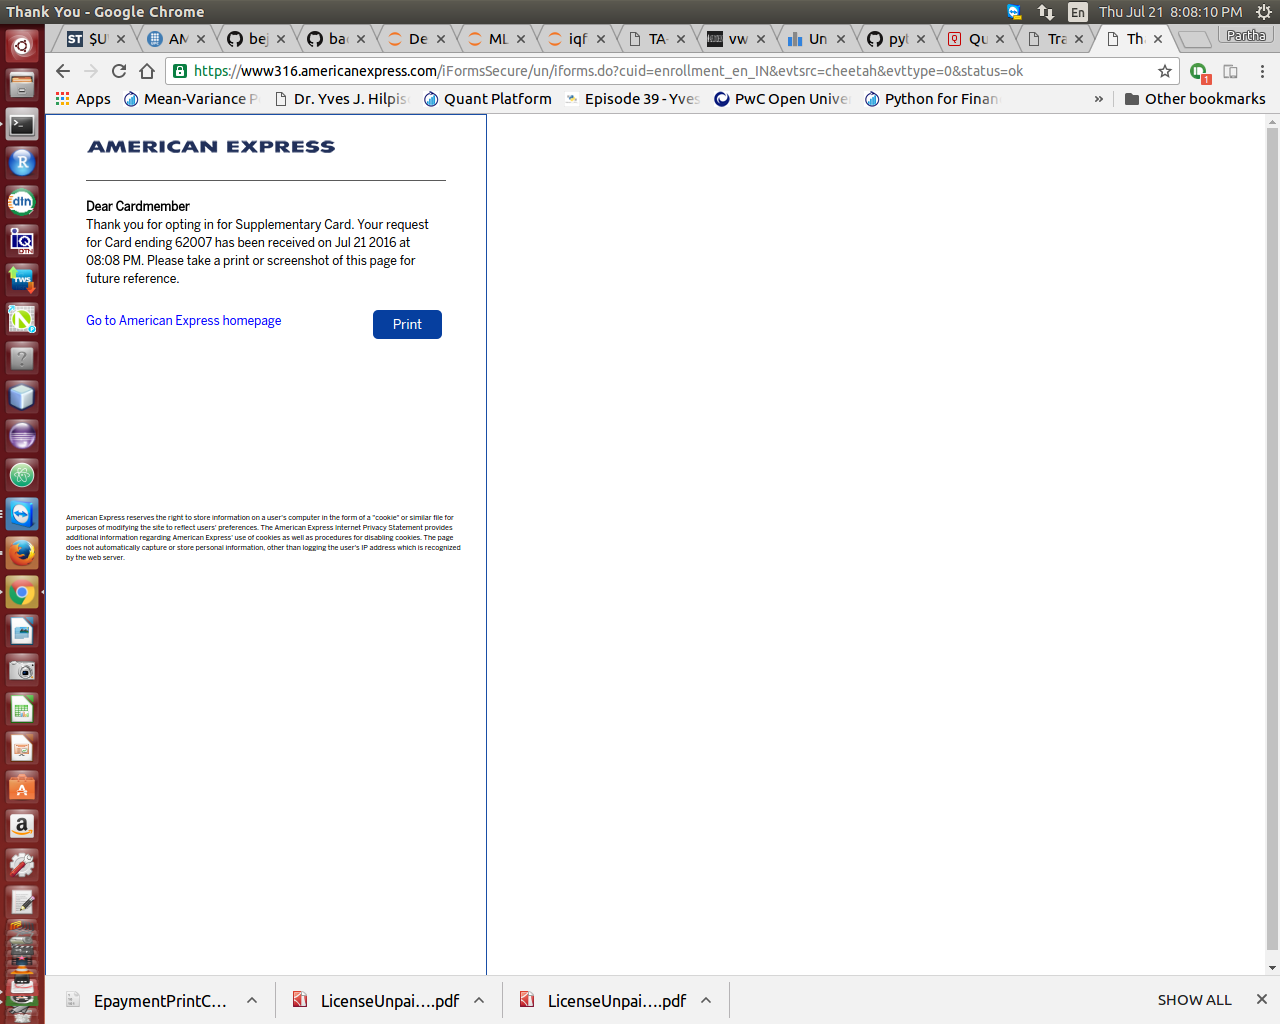 Thank You - Google Chrome
En
Thu Jul 21 8:08:10 PM
$U
AM
bej
bac
De
ML
iqf
TA-
vw
Un
pyl
Qu
Tra
Th
Partha
https://www316.americanexpress.com/iFormsSecure/un/iforms.do?cuid=enrollment_en_IN&evtsrc=cheetah&evttype=0&status=ok
1
Apps
Mean-Variance P
Dr. Yves J. Hilpis
Quant Platform
Episode 39 - Yves
PwC Open Unive
Python for Finan
»
Other bookmarks
AMERICAN EXPRESS
Dear Cardmember
Thank you for opting in for Supplementary Card. Your request
for Card ending 62007 has been received on Jul 21 2016 at
08:08 PM. Please take a print or screenshot of this page for
future reference.
Go to American Express homepage
Print
American Express reserves the right to store information on a user's computer in the form of a "cookie" or similar file for
purposes of modifying the site to reflect users' preferences. The American Express Internet Privacy Statement provides
additional information regarding American Express' use of cookies as well as procedures for disabling cookies. The page
does not automatically capture or store personal information, other than logging the user's IP address which is recognized
by the web server.
EpaymentPrintC...
LicenseUnpai....pdf
LicenseUnpai....pdf
SHOW ALL